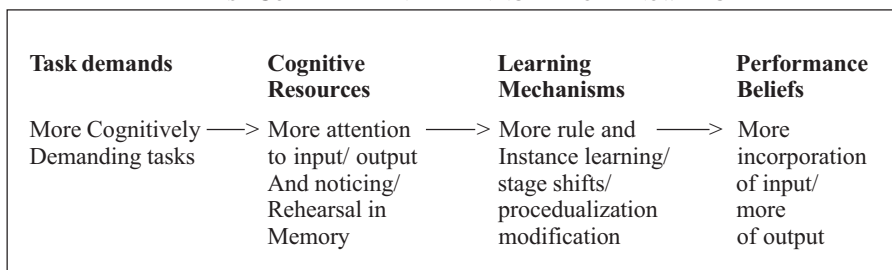 Task demands Cognitive Learning Performance
Resources Mechanisms Beliefs
More Cognitively ——> More attention ——> More rule and ——> More
Demanding tasks to input/ output Instance learning/ incorporation
And noticing/ stage shifts/ of input/
Rehearsal in procedualization more
Memory modification of output